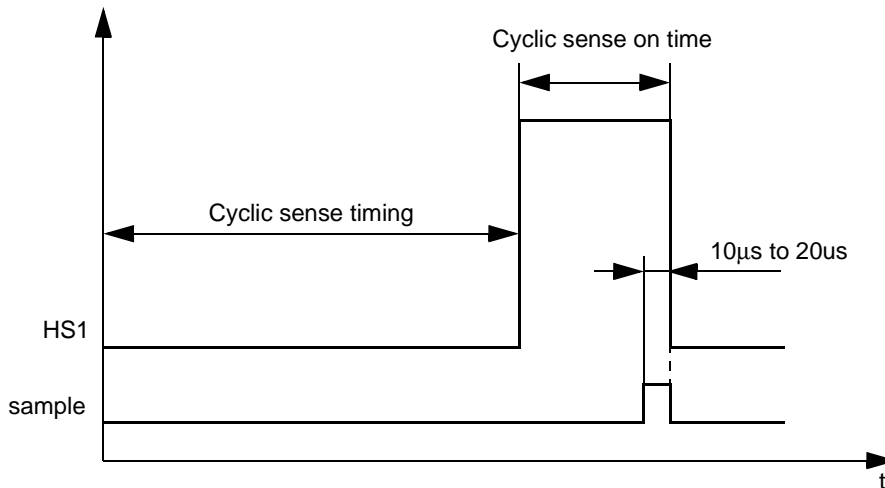 Cyclic sense on time
Cyclic sense timing
10μs to 20us
HS1
sample
t